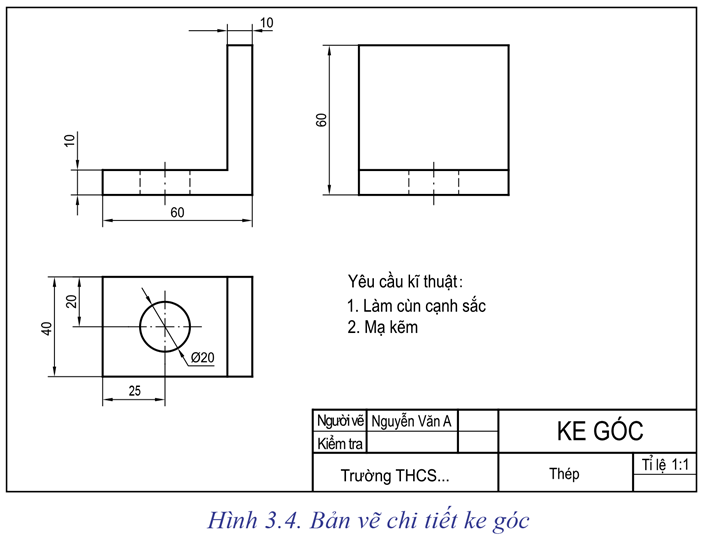 10
60
10
60
Yêu cầu kĩ thuật:
1. Làm cùn cạnh sắc
2. Mạ kẽm
20
40
Ø20
25
Người vẽ Nguyễn Văn A
KE GÓC
Kiểm tra
Trường THCS...
Thép
Tỉ lệ 1:1
Hình 3.4. Bản vẽ chi tiết ke góc